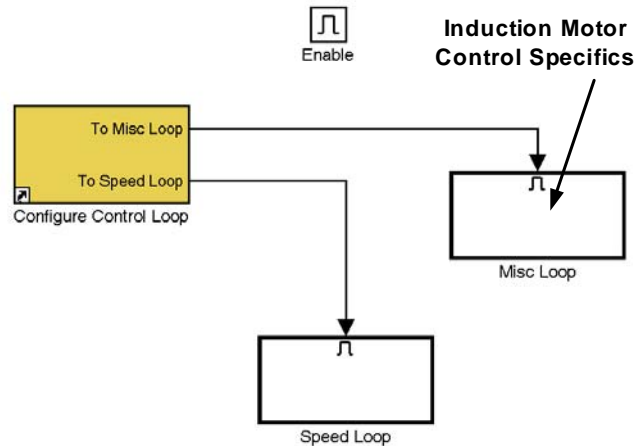 Enable
Induction Motor
Control Specifics
To Misc Loop
To Speed Loop
Configure Control Loop
Misc Loop
Speed Loop